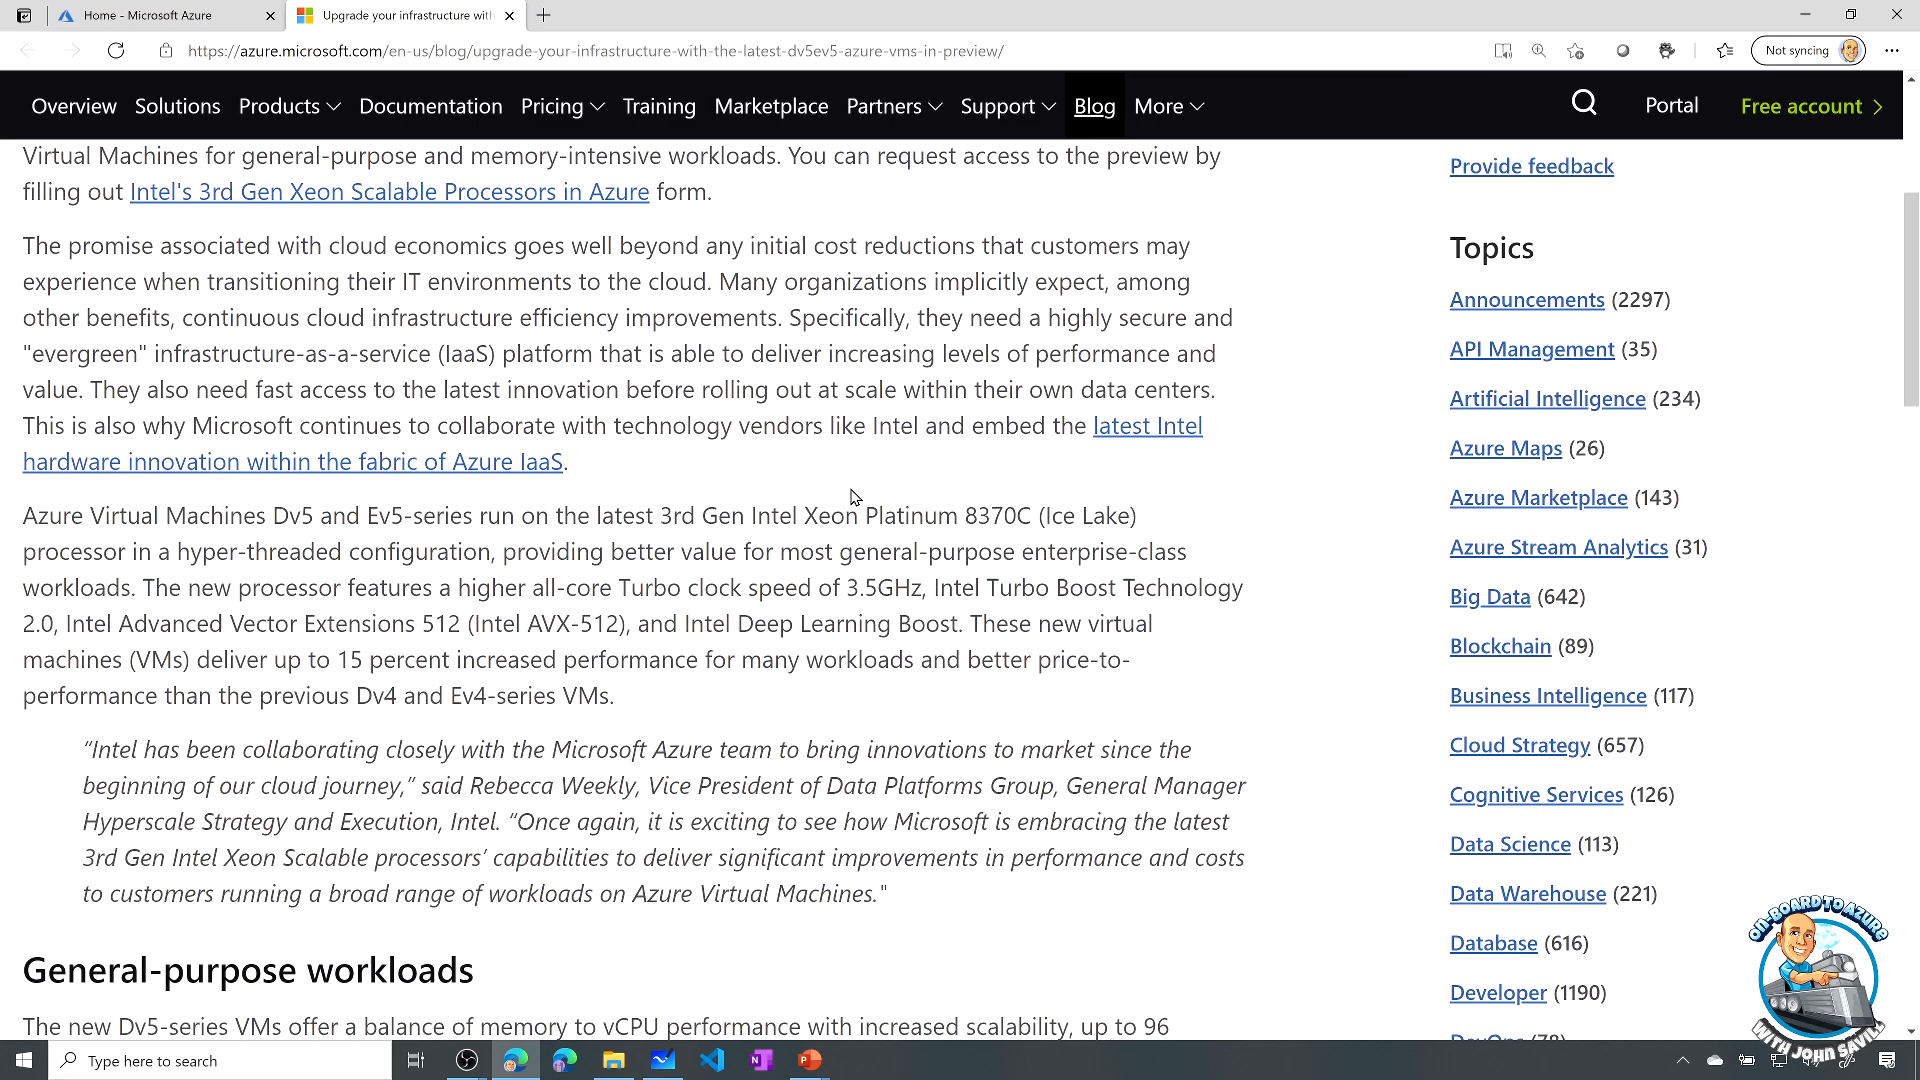 Home - Microsoft Azure
Upgrade your infrastructure with
https://azure.microsoft.com/en-us/blog/upgrade-your-infrastructure-with-the-latest-dv5ev5-azure-vms-in-preview/
Not syncing
Overview Solutions Products Documentation Pricing Training Marketplace Partners Support Blog More Portal Free account
Virtual Machines for general-purpose and memory-intensive workloads. You can request access to the preview by
filling out Intel's 3rd Gen Xeon Scalable Processors in Azure form.
The promise associated with cloud economics goes well beyond any initial cost reductions that customers may
experience when transitioning their IT environments to the cloud. Many organizations implicitly expect, among
other benefits, continuous cloud infrastructure efficiency improvements. Specifically, they need a highly secure and
"evergreen" infrastructure-as-a-service (IaaS) platform that is able to deliver increasing levels of performance and
value. They also need fast access to the latest innovation before rolling out at scale within their own data centers.
This is also why Microsoft continues to collaborate with technology vendors like Intel and embed the latest Intel
hardware innovation within the fabric of Azure IaaS.
Azure Virtual Machines Dv5 and Ev5-series run on the latest 3rd Gen Intel Xeon Platinum 8370C (Ice Lake)
processor in a hyper-threaded configuration, providing better value for most general-purpose enterprise-class
workloads. The new processor features a higher all-core Turbo clock speed of 3.5GHz, Intel Turbo Boost Technology
2.0, Intel Advanced Vector Extensions 512 (Intel AVX-512), and Intel Deep Learning Boost. These new virtual
machines (VMs) deliver up to 15 percent increased performance for many workloads and better price-to-
performance than the previous Dv4 and Ev4-series VMs.
“Intel has been collaborating closely with the Microsoft Azure team to bring innovations to market since the
beginning of our cloud journey,” said Rebecca Weekly, Vice President of Data Platforms Group, General Manager
Hyperscale Strategy and Execution, Intel. “Once again, it is exciting to see how Microsoft is embracing the latest
3rd Gen Intel Xeon Scalable processors’ capabilities to deliver significant improvements in performance and costs
to customers running a broad range of workloads on Azure Virtual Machines."
General-purpose workloads
The new Dv5-series VMs offer a balance of memory to vCPU performance with increased scalability, up to 96
Provide feedback
Topics
Announcements (2297)
API Management (35)
Artificial Intelligence (234)
Azure Maps (26)
Azure Marketplace (143)
Azure Stream Analytics (31)
Big Data (642)
Blockchain (89)
Business Intelligence (117)
Cloud Strategy (657)
Cognitive Services (126)
Data Science (113)
Data Warehouse (221)
Database (616)
Developer (1190)
DevOps (78)
ON-BOARD TO AZURE
WITH JOHN SAVILL
Type here to search